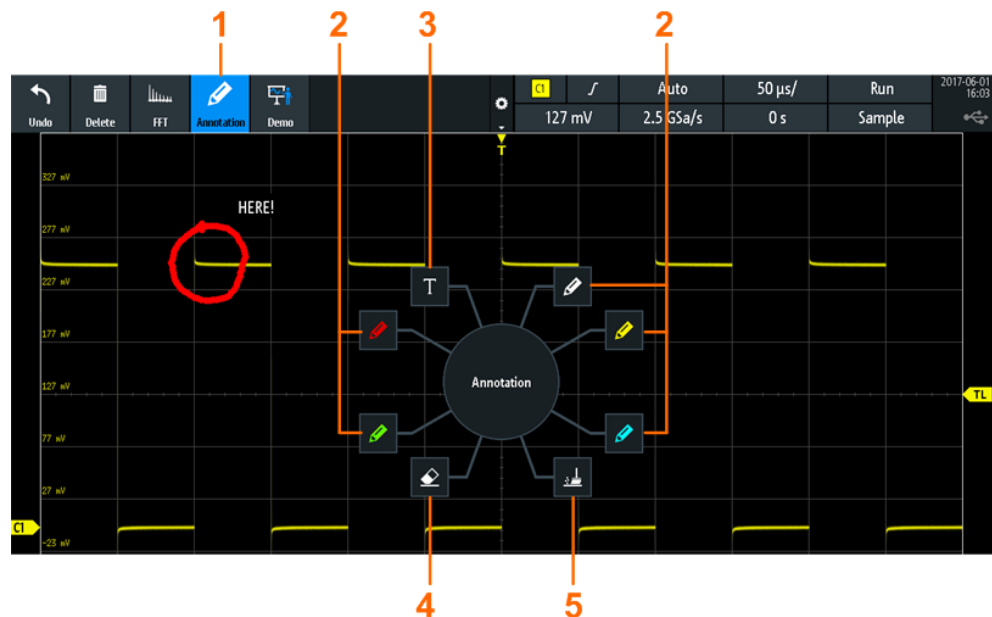 1 2 3 2
C1 Auto 50 µs/ Run 2017-06-01
16:03
Undo Delete FFT Annotation Demo 127 mV 2.5 GSa/s 0 s Sample
T
327 mV
HERE!
277 mV
227 mV
T
177 mV
Annotation
127 mV
TL
77 mV
27 mV
C1
-23 mV
4 5